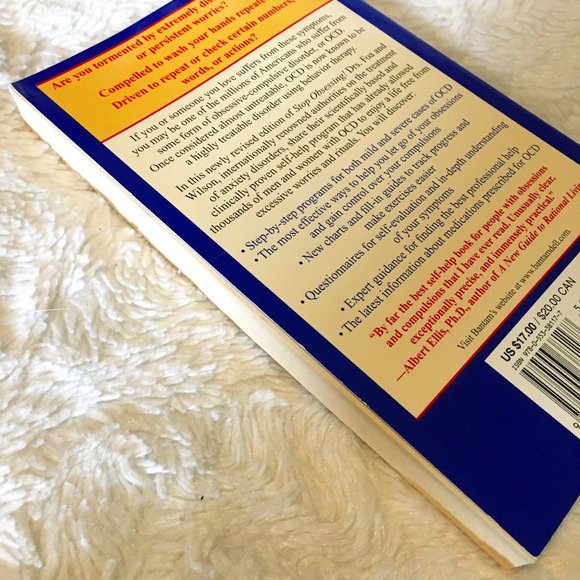 Are you tormented by extremely
or persistent worries?
Compelled to wash your hands
Driven to repeat or check certain numbers,
words, or actions?
If you or someone you love suffers from these symptoms,
you may be one of the millions of Americans who suffer from
some form of obsessive-compulsive disorder, or OCD.
Once considered almost untreatable, OCD is now known to be
a highly treatable disorder using behavior therapy.
In this newly revised edition of Stop Obsessing! Drs. Foa and
Wilson, internationally renowned authorities on the treatment
of anxiety disorders, share their scientifically based and
clinically proven self-help program that has already allowed
thousands of men and women with OCD to enjoy a life free from
excessive worries and rituals. You will discover:
• Step-by-step programs for both mild and severe cases of OCD
• The most effective ways to help you let go of your obsessions
and gain control over your compulsions
• New charts and fill-in guides to track progress and
make exercises easier
• Questionnaires for self-evaluation and in-depth understanding
of your symptoms
• Expert guidance for finding the best professional help
• The latest information about medications prescribed for OCD
"By far the best self-help book for people with obsessions
and compulsions that I have ever read. Unusually clear,
exceptionally precise, and immensely practical."
—Albert Ellis, Ph.D., author of A New Guide to Rational
Visit Bantam's website at www.bantamdell.com.
US $17.00 / $20.00 CAN
ISBN 978-0-553-38117-7
5
9